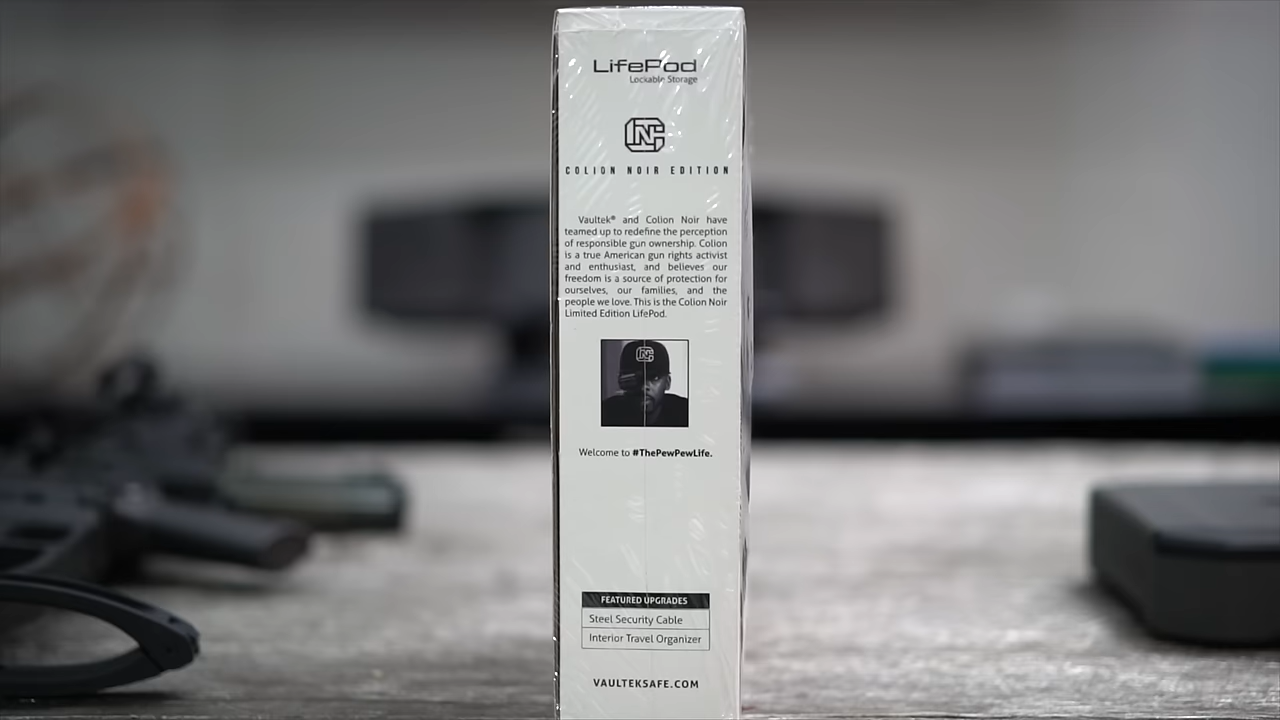 LifePod
Lockable Storage
CNC
COLION NOIR EDITION
Vaultek® and Colion Noir have
teamed up to redefine the perception
of responsible gun ownership. Colion
is a true American gun rights activist
and enthusiast, and believes our
freedom is a source of protection for
ourselves, our families, and the
people we love. This is the Colion Noir
Limited Edition LifePod.
Welcome to #ThePewPewLife.
FEATURED UPGRADES
Steel Security Cable
Interior Travel Organizer
VAULTEKSAFE.COM